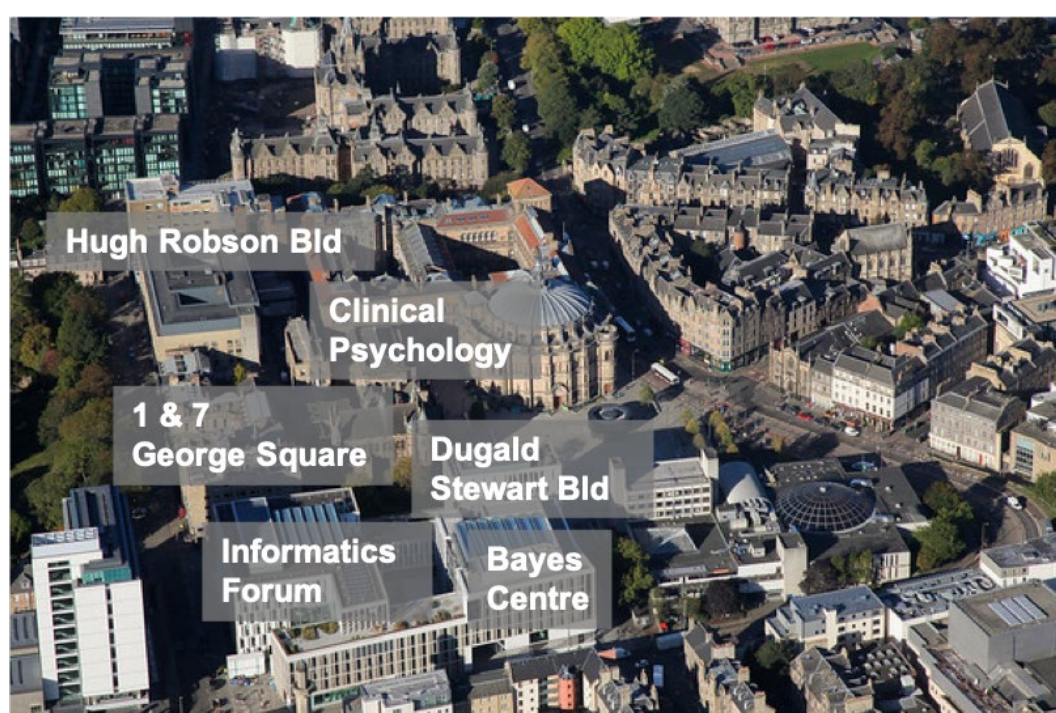 Hugh Robson Bld
Clinical
Psychology
1 & 7
George Square
Dugald
Stewart Bld
Informatics
Forum
Bayes
Centre